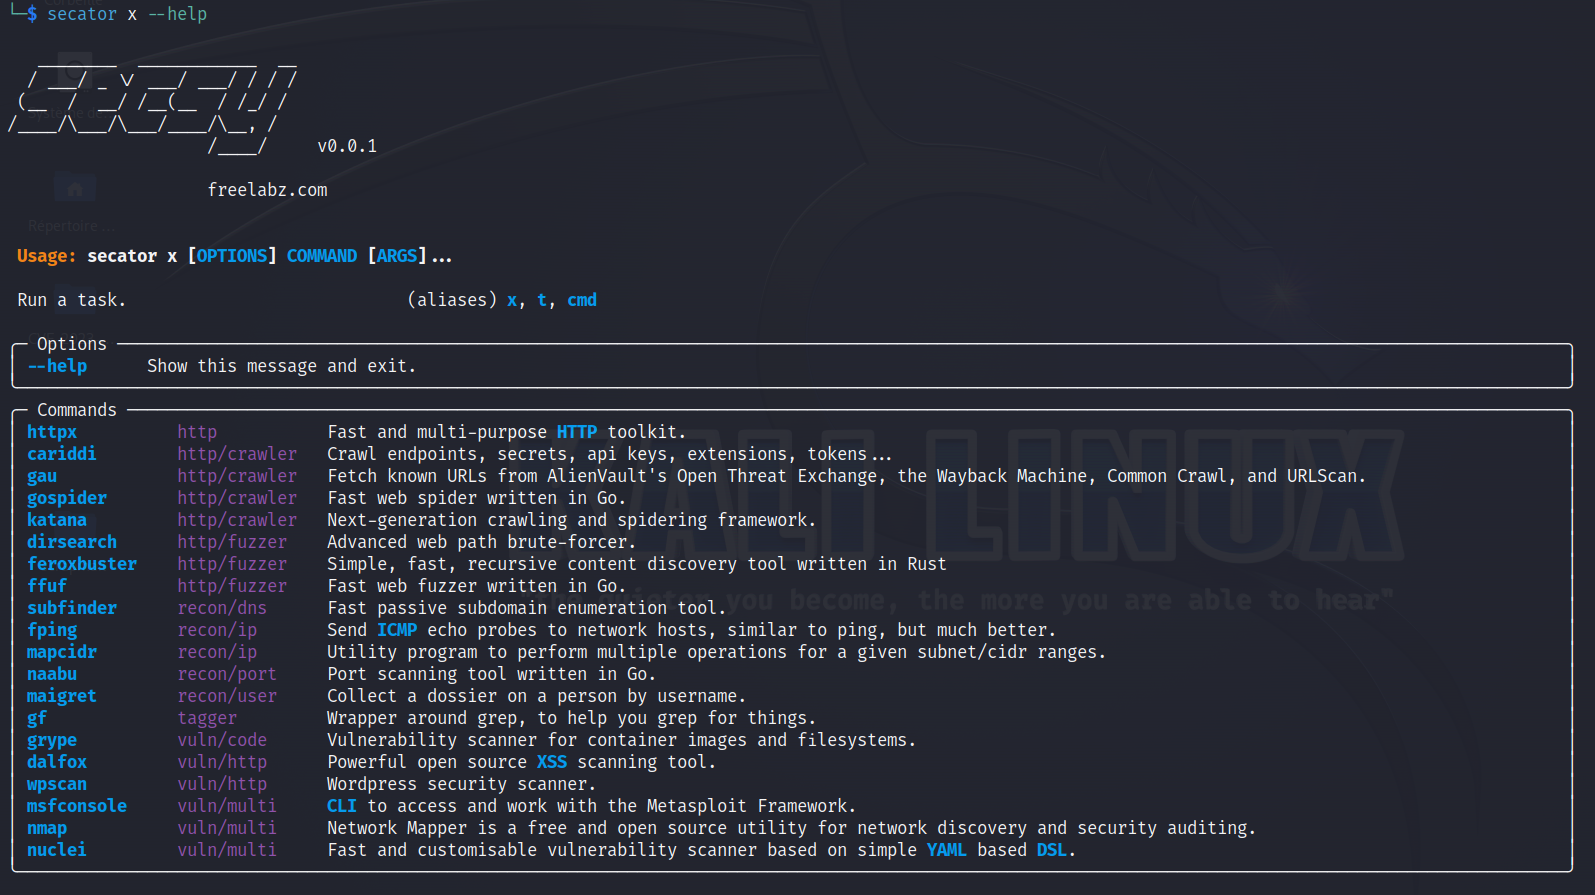 └─$ secator x --help
v0.0.1
freelabz.com
Usage: secator x [OPTIONS] COMMAND [ARGS]...
Run a task. (aliases) x, t, cmd
Options
--help Show this message and exit.
Commands
httpx http Fast and multi-purpose HTTP toolkit.
cariddi http/crawler Crawl endpoints, secrets, api keys, extensions, tokens...
gau http/crawler Fetch known URLs from AlienVault's Open Threat Exchange, the Wayback Machine, Common Crawl, and URLScan.
gospider http/crawler Fast web spider written in Go.
katana http/crawler Next-generation crawling and spidering framework.
dirsearch http/fuzzer Advanced web path brute-forcer.
feroxbuster http/fuzzer Simple, fast, recursive content discovery tool written in Rust
ffuf http/fuzzer Fast web fuzzer written in Go.
subfinder recon/dns Fast passive subdomain enumeration tool.
fping recon/ip Send ICMP echo probes to network hosts, similar to ping, but much better.
mapcidr recon/ip Utility program to perform multiple operations for a given subnet/cidr ranges.
naabu recon/port Port scanning tool written in Go.
maigret recon/user Collect a dossier on a person by username.
gf tagger Wrapper around grep, to help you grep for things.
grype vuln/code Vulnerability scanner for container images and filesystems.
dalfox vuln/http Powerful open source XSS scanning tool.
wpscan vuln/http Wordpress security scanner.
msfconsole vuln/multi CLI to access and work with the Metasploit Framework.
nmap vuln/multi Network Mapper is a free and open source utility for network discovery and security auditing.
nuclei vuln/multi Fast and customisable vulnerability scanner based on simple YAML based DSL.
KALI LINUX
you become, the more you are able to hear"
Répertoire ...